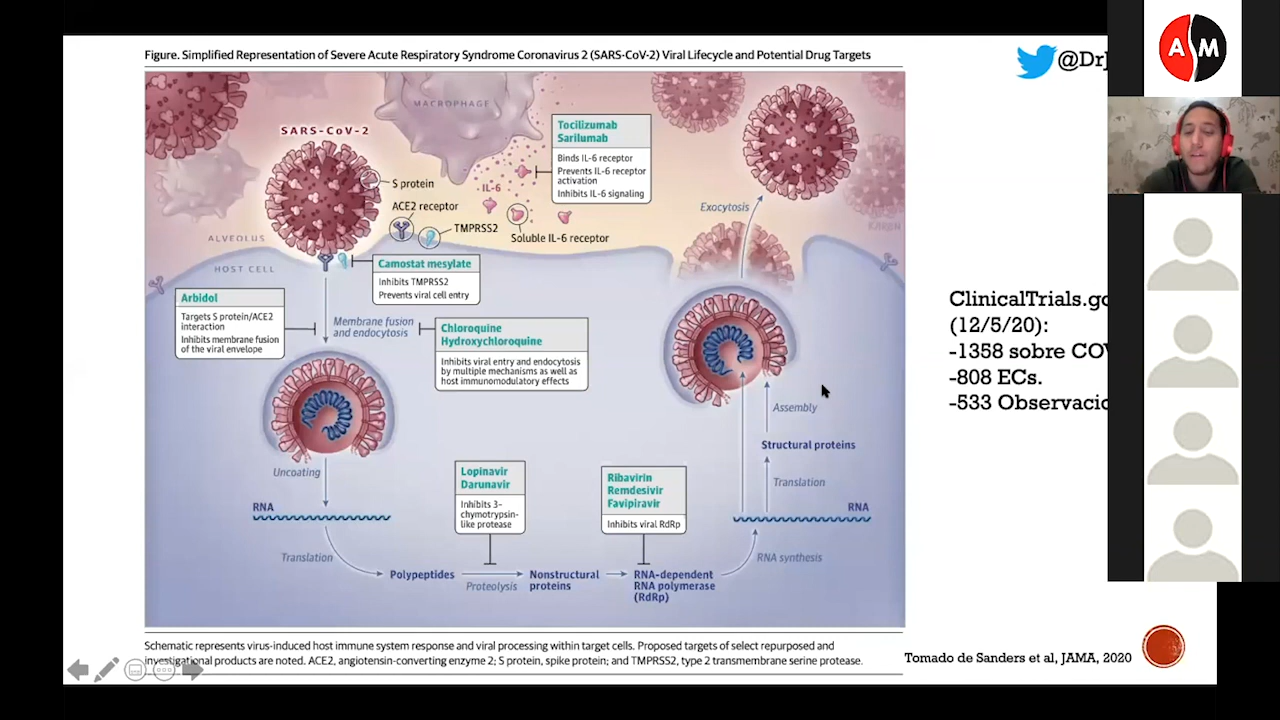 Figure. Simplified Representation of Severe Acute Respiratory Syndrome Coronavirus 2 (SARS-CoV-2) Viral Lifecycle and Potential Drug Targets
MACROPHAGE
SARS-CoV-2
S protein
ACE2 receptor
TMPRSS2
IL-6
Soluble IL-6 receptor
Tocilizumab
Sarilumab
Binds IL-6 receptor
Prevents IL-6 receptor
activation
Inhibits IL-6 signaling
Exocytosis
ALVEOLUS
HOST CELL
Camostat mesylate
Inhibits TMPRSS2
Prevents viral cell entry
Arbidol
Targets S protein/ACE2
interaction
Inhibits membrane fusion
of the viral envelope
Membrane fusion
and endocytosis
Chloroquine
Hydroxychloroquine
Inhibits viral entry and endocytosis
by multiple mechanisms as well as
host immunomodulatory effects
Uncoating
RNA
Translation
Polypeptides
Lopinavir
Darunavir
Inhibits 3-
chymotrypsin-
like protease
Proteolysis
Nonstructural
proteins
Ribavirin
Remdesivir
Favipiravir
Inhibits viral RdRp
RNA-dependent
RNA polymerase
(RdRp)
RNA synthesis
RNA
Translation
Structural proteins
Assembly
Schematic represents virus-induced host immune system response and viral processing within target cells. Proposed targets of select repurposed and
investigational products are noted. ACE2, angiotensin-converting enzyme 2; S protein, spike protein; and TMPRSS2, type 2 transmembrane serine protease.
A M
(12/5/20):
-1358 sobre
-808 ECs.
-533
Tomado de Sanders et al, JAMA, 2020